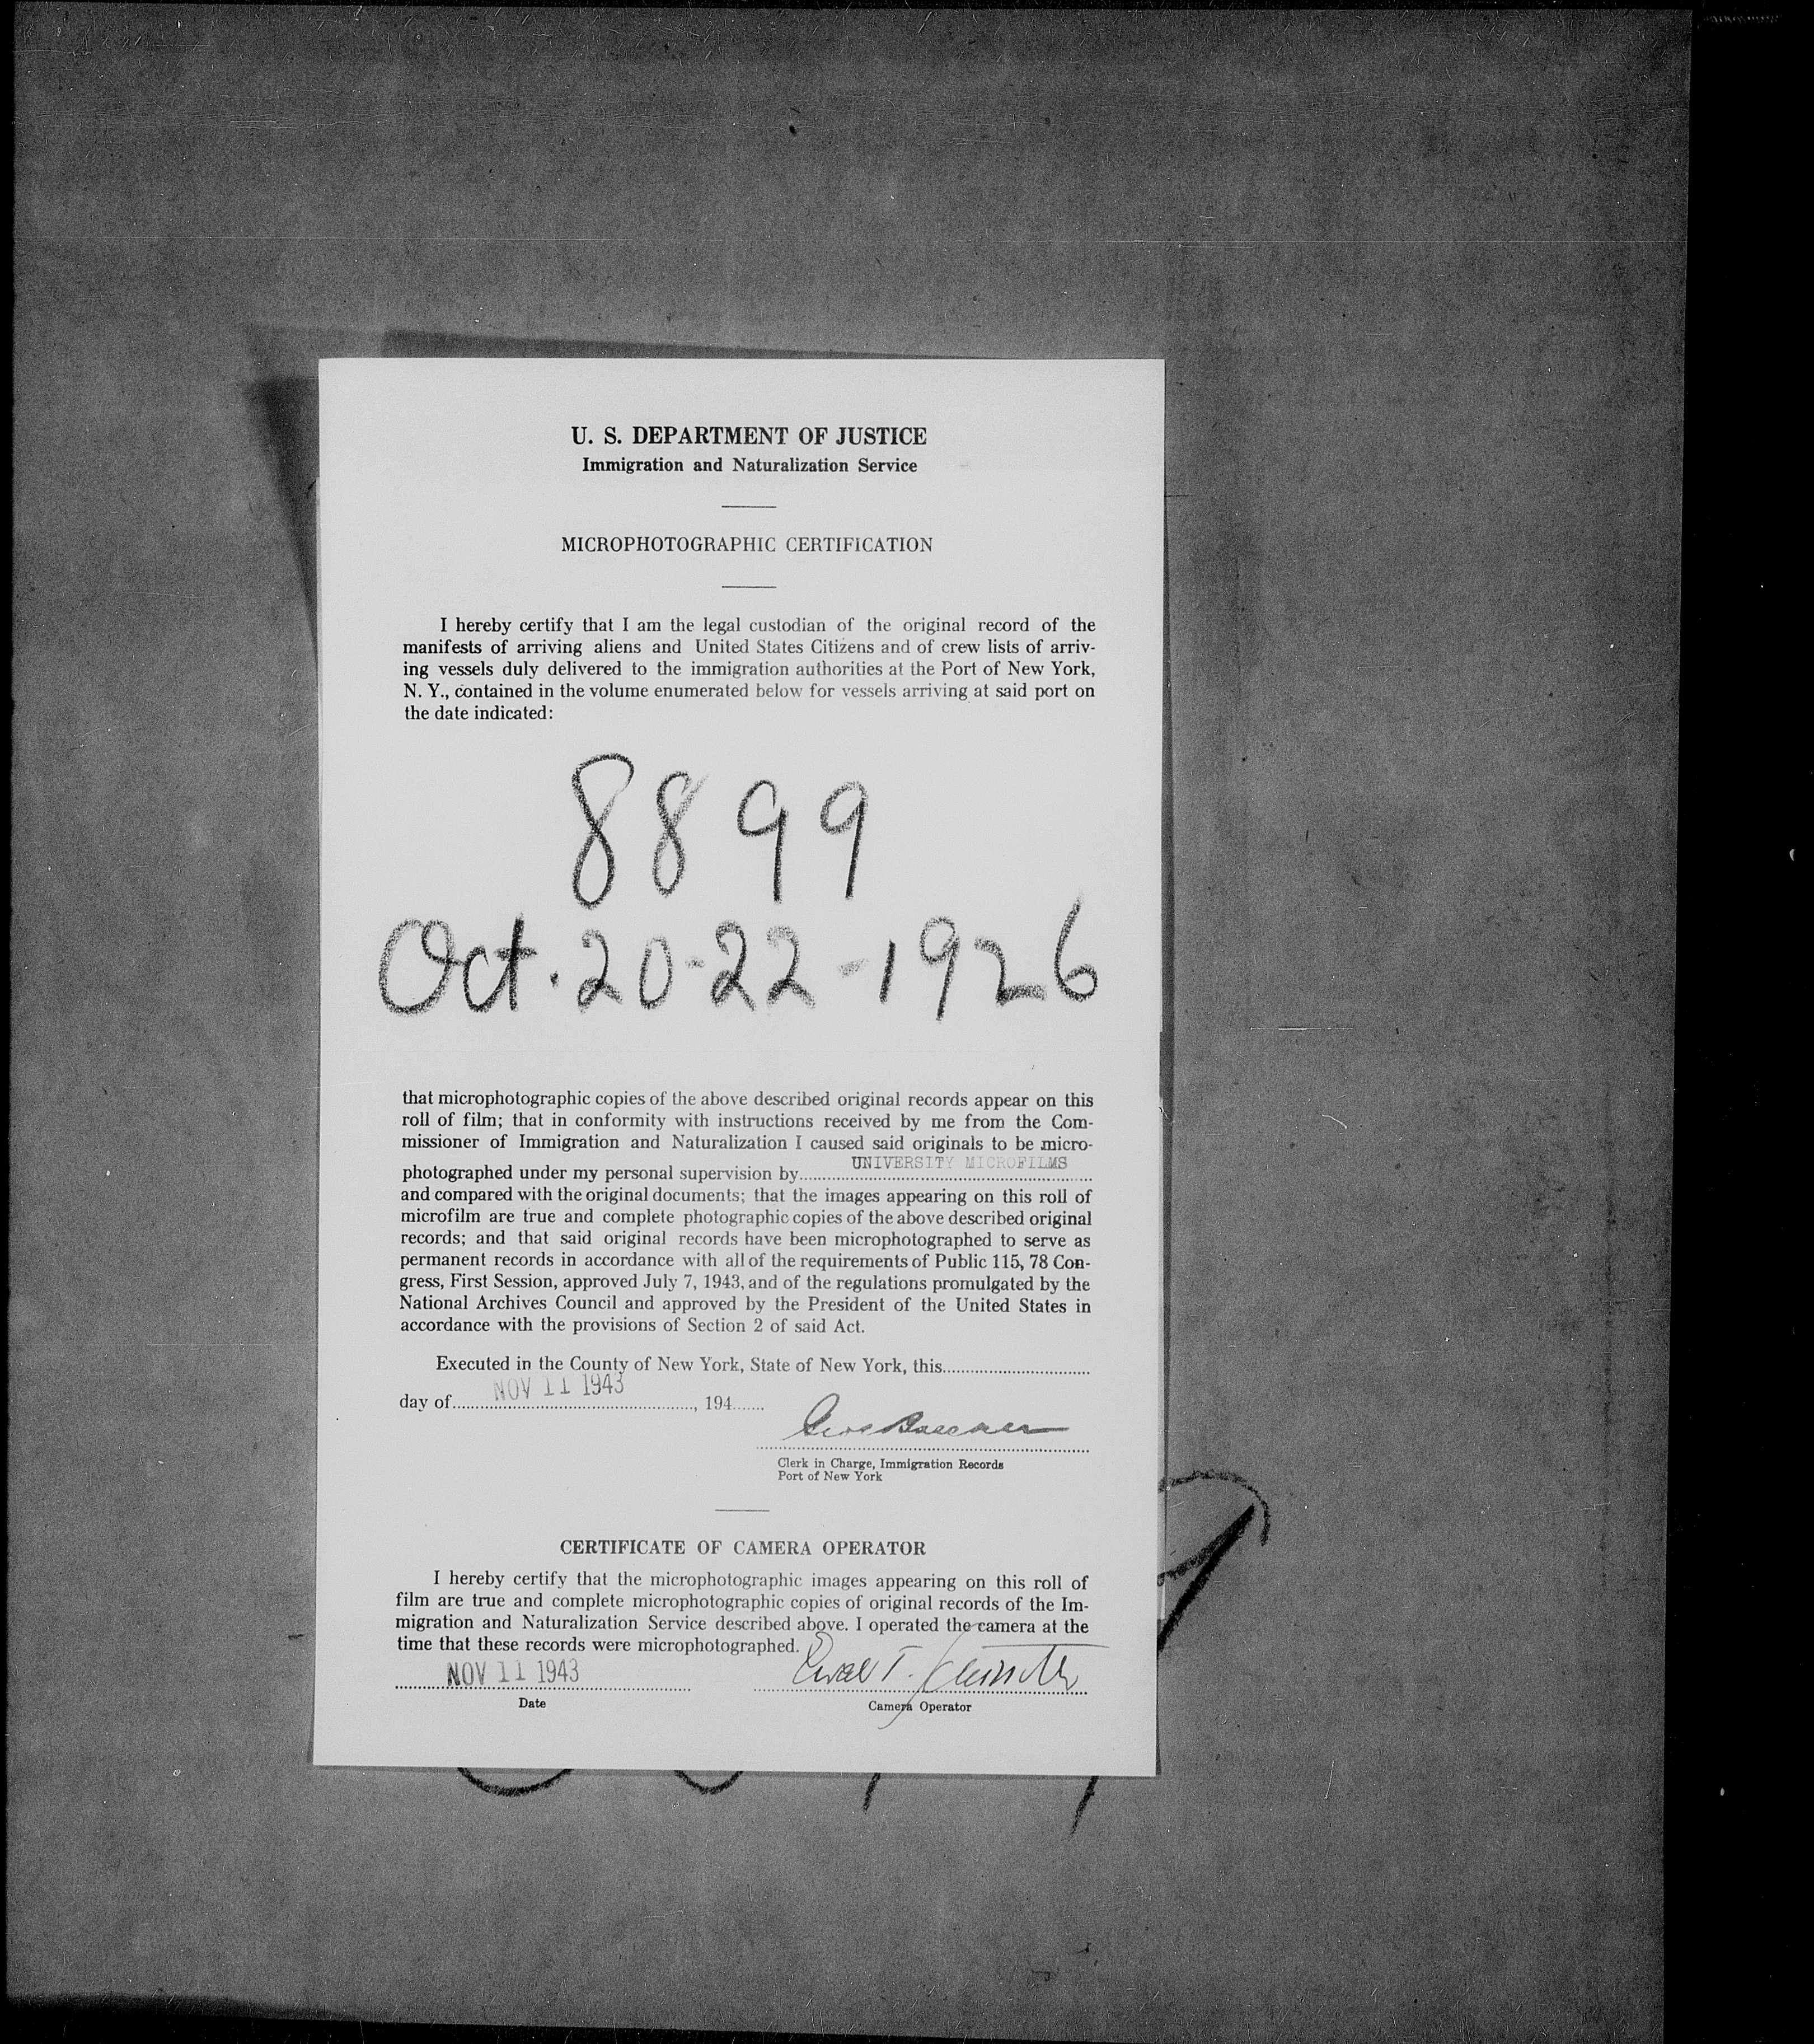 U. S. DEPARTMENT OF JUSTICE
Immigration and Naturalization Service
MICROPHOTOGRAPHIC CERTIFICATION
I hereby certify that I am the legal custodian of the original record of the
manifests of arriving aliens and United States Citizens and of crew lists of arriv-
ing vessels duly delivered to the immigration authorities at the Port of New York,
N. Y., contained in the volume enumerated below for vessels arriving at said port on
the date indicated:
8899
Oct. 20-22-1926
that microphotographic copies of the above described original records appear on this
roll of film; that in conformity with instructions received by me from the Com-
missioner of Immigration and Naturalization I caused said originals to be micro-
photographed under my personal supervision by UNIVERSITY MICROFILMS
and compared with the original documents; that the images appearing on this roll of
microfilm are true and complete photographic copies of the above described original
records; and that said original records have been microphotographed to serve as
permanent records in accordance with all of the requirements of Public 115, 78 Con-
gress, First Session, approved July 7, 1943, and of the regulations promulgated by the
National Archives Council and approved by the President of the United States in
accordance with the provisions of Section 2 of said Act.
Executed in the County of New York, State of New York, this
day of NOV 11 1943, 194
Clerk in Charge, Immigration Records
Port of New York
CERTIFICATE OF CAMERA OPERATOR
I hereby certify that the microphotographic images appearing on this roll of
film are true and complete microphotographic copies of original records of the Im-
migration and Naturalization Service described above. I operated the camera at the
time that these records were microphotographed.
NOV 11 1943
Date
Camera Operator